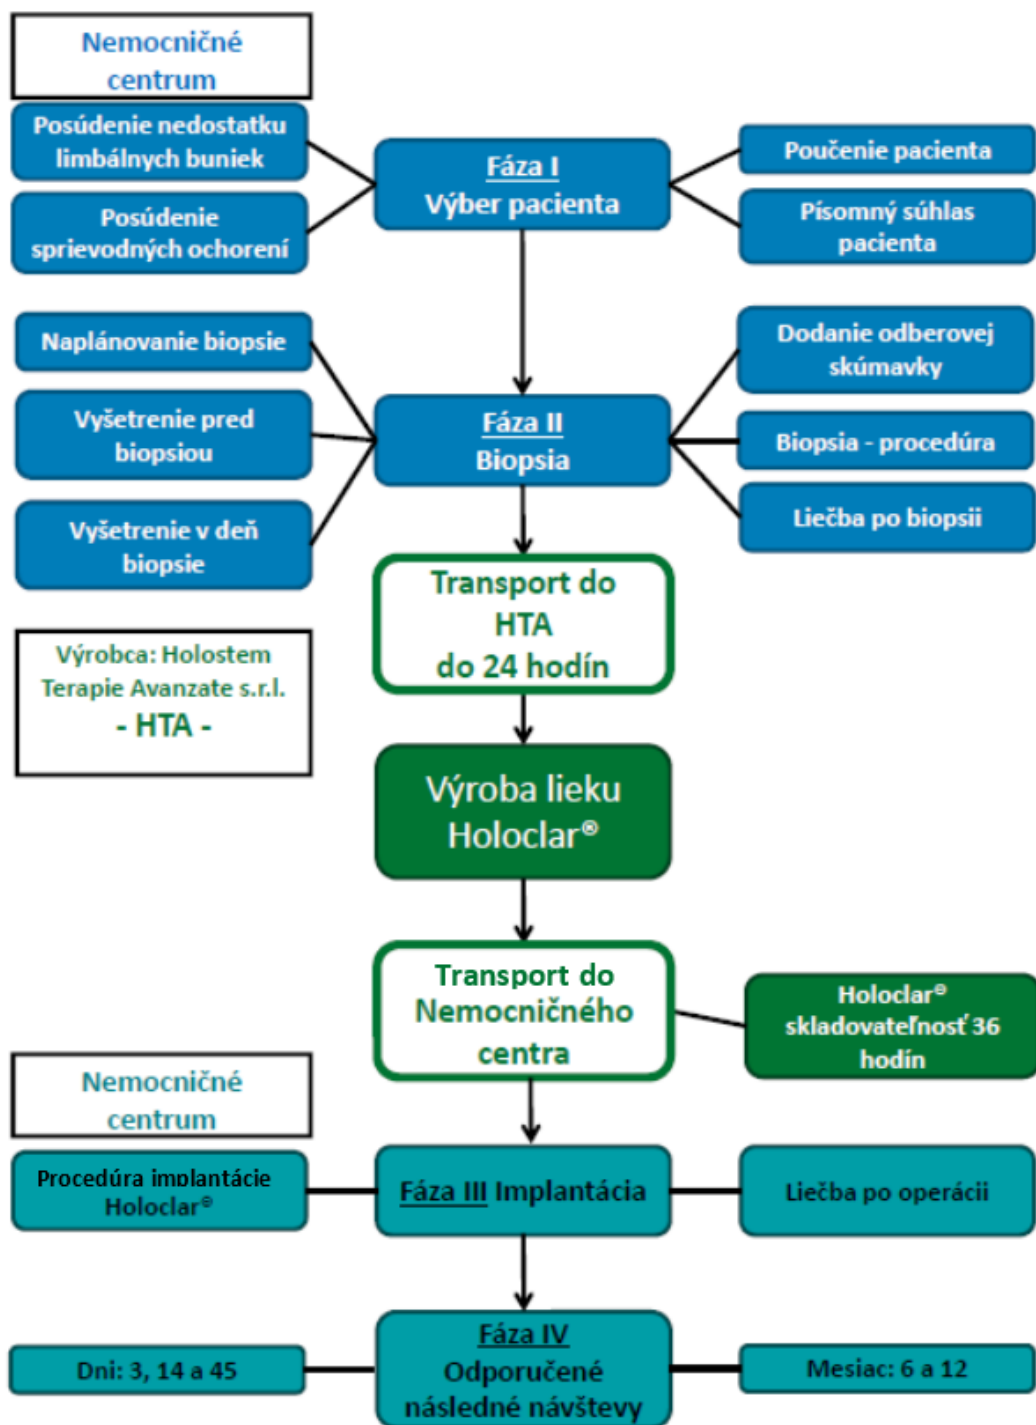 Nemocničné
centrum
Posúdenie nedostatku
limbálnych buniek
Posúdenie
sprievodných ochorení
Fáza I
Výber pacienta
Poučenie pacienta
Písomný súhlas
pacienta
Naplánovanie biopsie
Vyšetrenie pred
biopsiou
Vyšetrenie v deň
biopsie
Fáza II
Biopsia
Dodanie odberovej
skúmavky
Biopsia - procedúra
Liečba po biopsii
Transport do
HTA
do 24 hodín
Výrobca: Holostem
Terapie Avanzate s.r.l.
- HTA -
Výroba lieku
Holoclar®
Transport do
Nemocničného
centra
Holoclar®
skladovateľnosť 36
hodín
Nemocničné
centrum
Procedúra implantácie
Holoclar®
Fáza III Implantácia
Liečba po operácii
Fáza IV
Odporučené
následné návštevy
Dni: 3, 14 a 45
Mesiac: 6 a 12